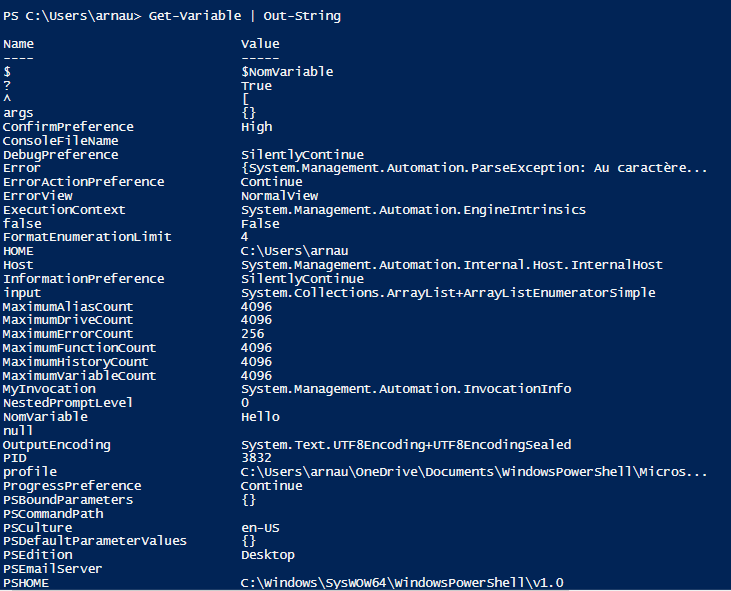 PS C:\Users\arnau> Get-Variable | Out-String
Name Value
---- -----
$ $NomVariable
? True
^ [
args {}
ConfirmPreference High
ConsoleFileName
DebugPreference SilentlyContinue
Error {System.Management.Automation.ParseException: Au caractère...
ErrorActionPreference Continue
ErrorView NormalView
ExecutionContext System.Management.Automation.EngineIntrinsics
false False
FormatEnumerationLimit 4
HOME C:\Users\arnau
Host System.Management.Automation.Internal.Host.InternalHost
InformationPreference SilentlyContinue
input System.Collections.ArrayList+ArrayListEnumeratorSimple
MaximumAliasCount 4096
MaximumDriveCount 4096
MaximumErrorCount 256
MaximumFunctionCount 4096
MaximumHistoryCount 4096
MaximumVariableCount 4096
MyInvocation System.Management.Automation.InvocationInfo
NestedPromptLevel 0
NomVariable Hello
null
OutputEncoding System.Text.UTF8Encoding+UTF8EncodingSealed
PID 3832
profile C:\Users\arnau\OneDrive\Documents\WindowsPowerShell\Micros...
ProgressPreference Continue
PSBoundParameters {}
PSCommandPath
PSCulture en-US
PSDefaultParameterValues {}
PSEdition Desktop
PSEmailServer
PSHOME C:\Windows\SysWOW64\WindowsPowerShell\v1.0